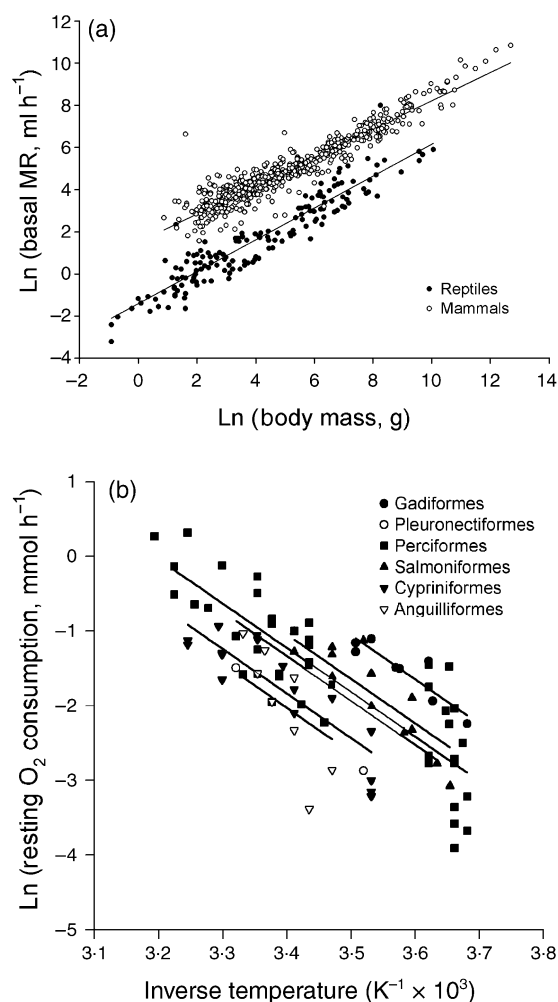 (a)
12
10
8
6
4
2
0
−2
−4
Ln (basal MR, ml h⁻¹)
Reptiles
Mammals
−2 0 2 4 6 8 10 12 14
Ln (body mass, g)
(b)
1
0
−1
−2
−3
−4
−5
Ln (resting O₂ consumption, mmol h⁻¹)
Gadiformes
Pleuronectiformes
Perciformes
Salmoniformes
Cypriniformes
Anguilliformes
3·1 3·2 3·3 3·4 3·5 3·6 3·7 3·8
Inverse temperature (K⁻¹ × 10³)